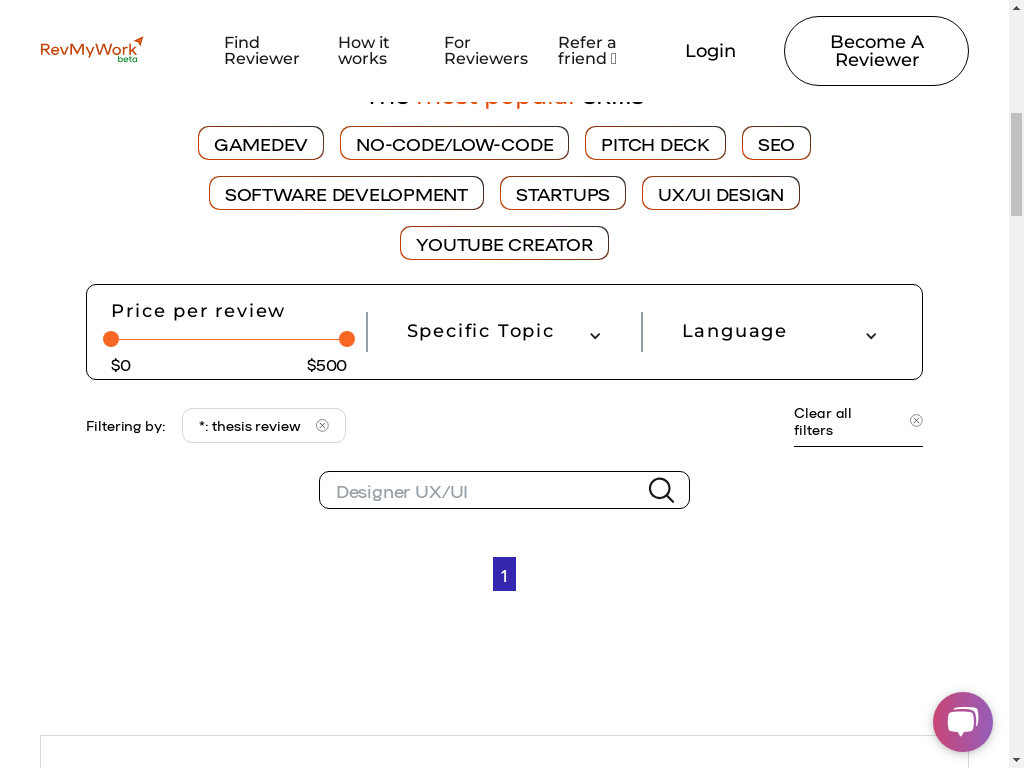 RevMyWork
beta
Find
Reviewer
How it
works
For
Reviewers
Refer a
friend
Login
Become A
Reviewer
The most popular skills
GAMEDEV
NO-CODE/LOW-CODE
PITCH DECK
SEO
SOFTWARE DEVELOPMENT
STARTUPS
UX/UI DESIGN
YOUTUBE CREATOR
Price per review
$0
$500
Specific Topic
Language
Filtering by:
*: thesis review
Clear all
filters
Designer UX/UI
1